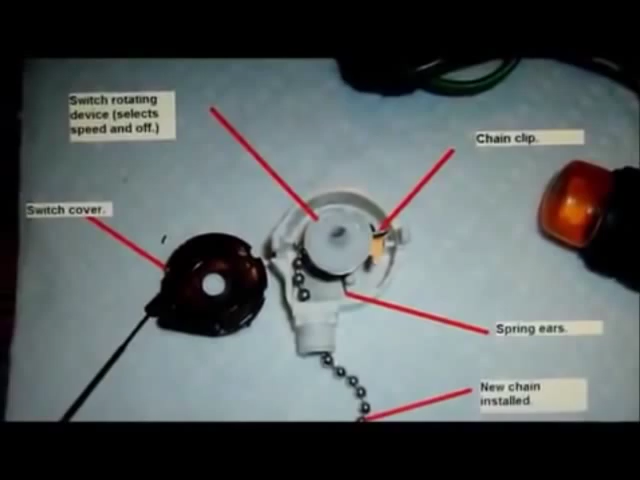 Switch rotating
device (selects
speed and off.)
Chain clip.
Switch cover.
Spring ears.
New chain
installed.